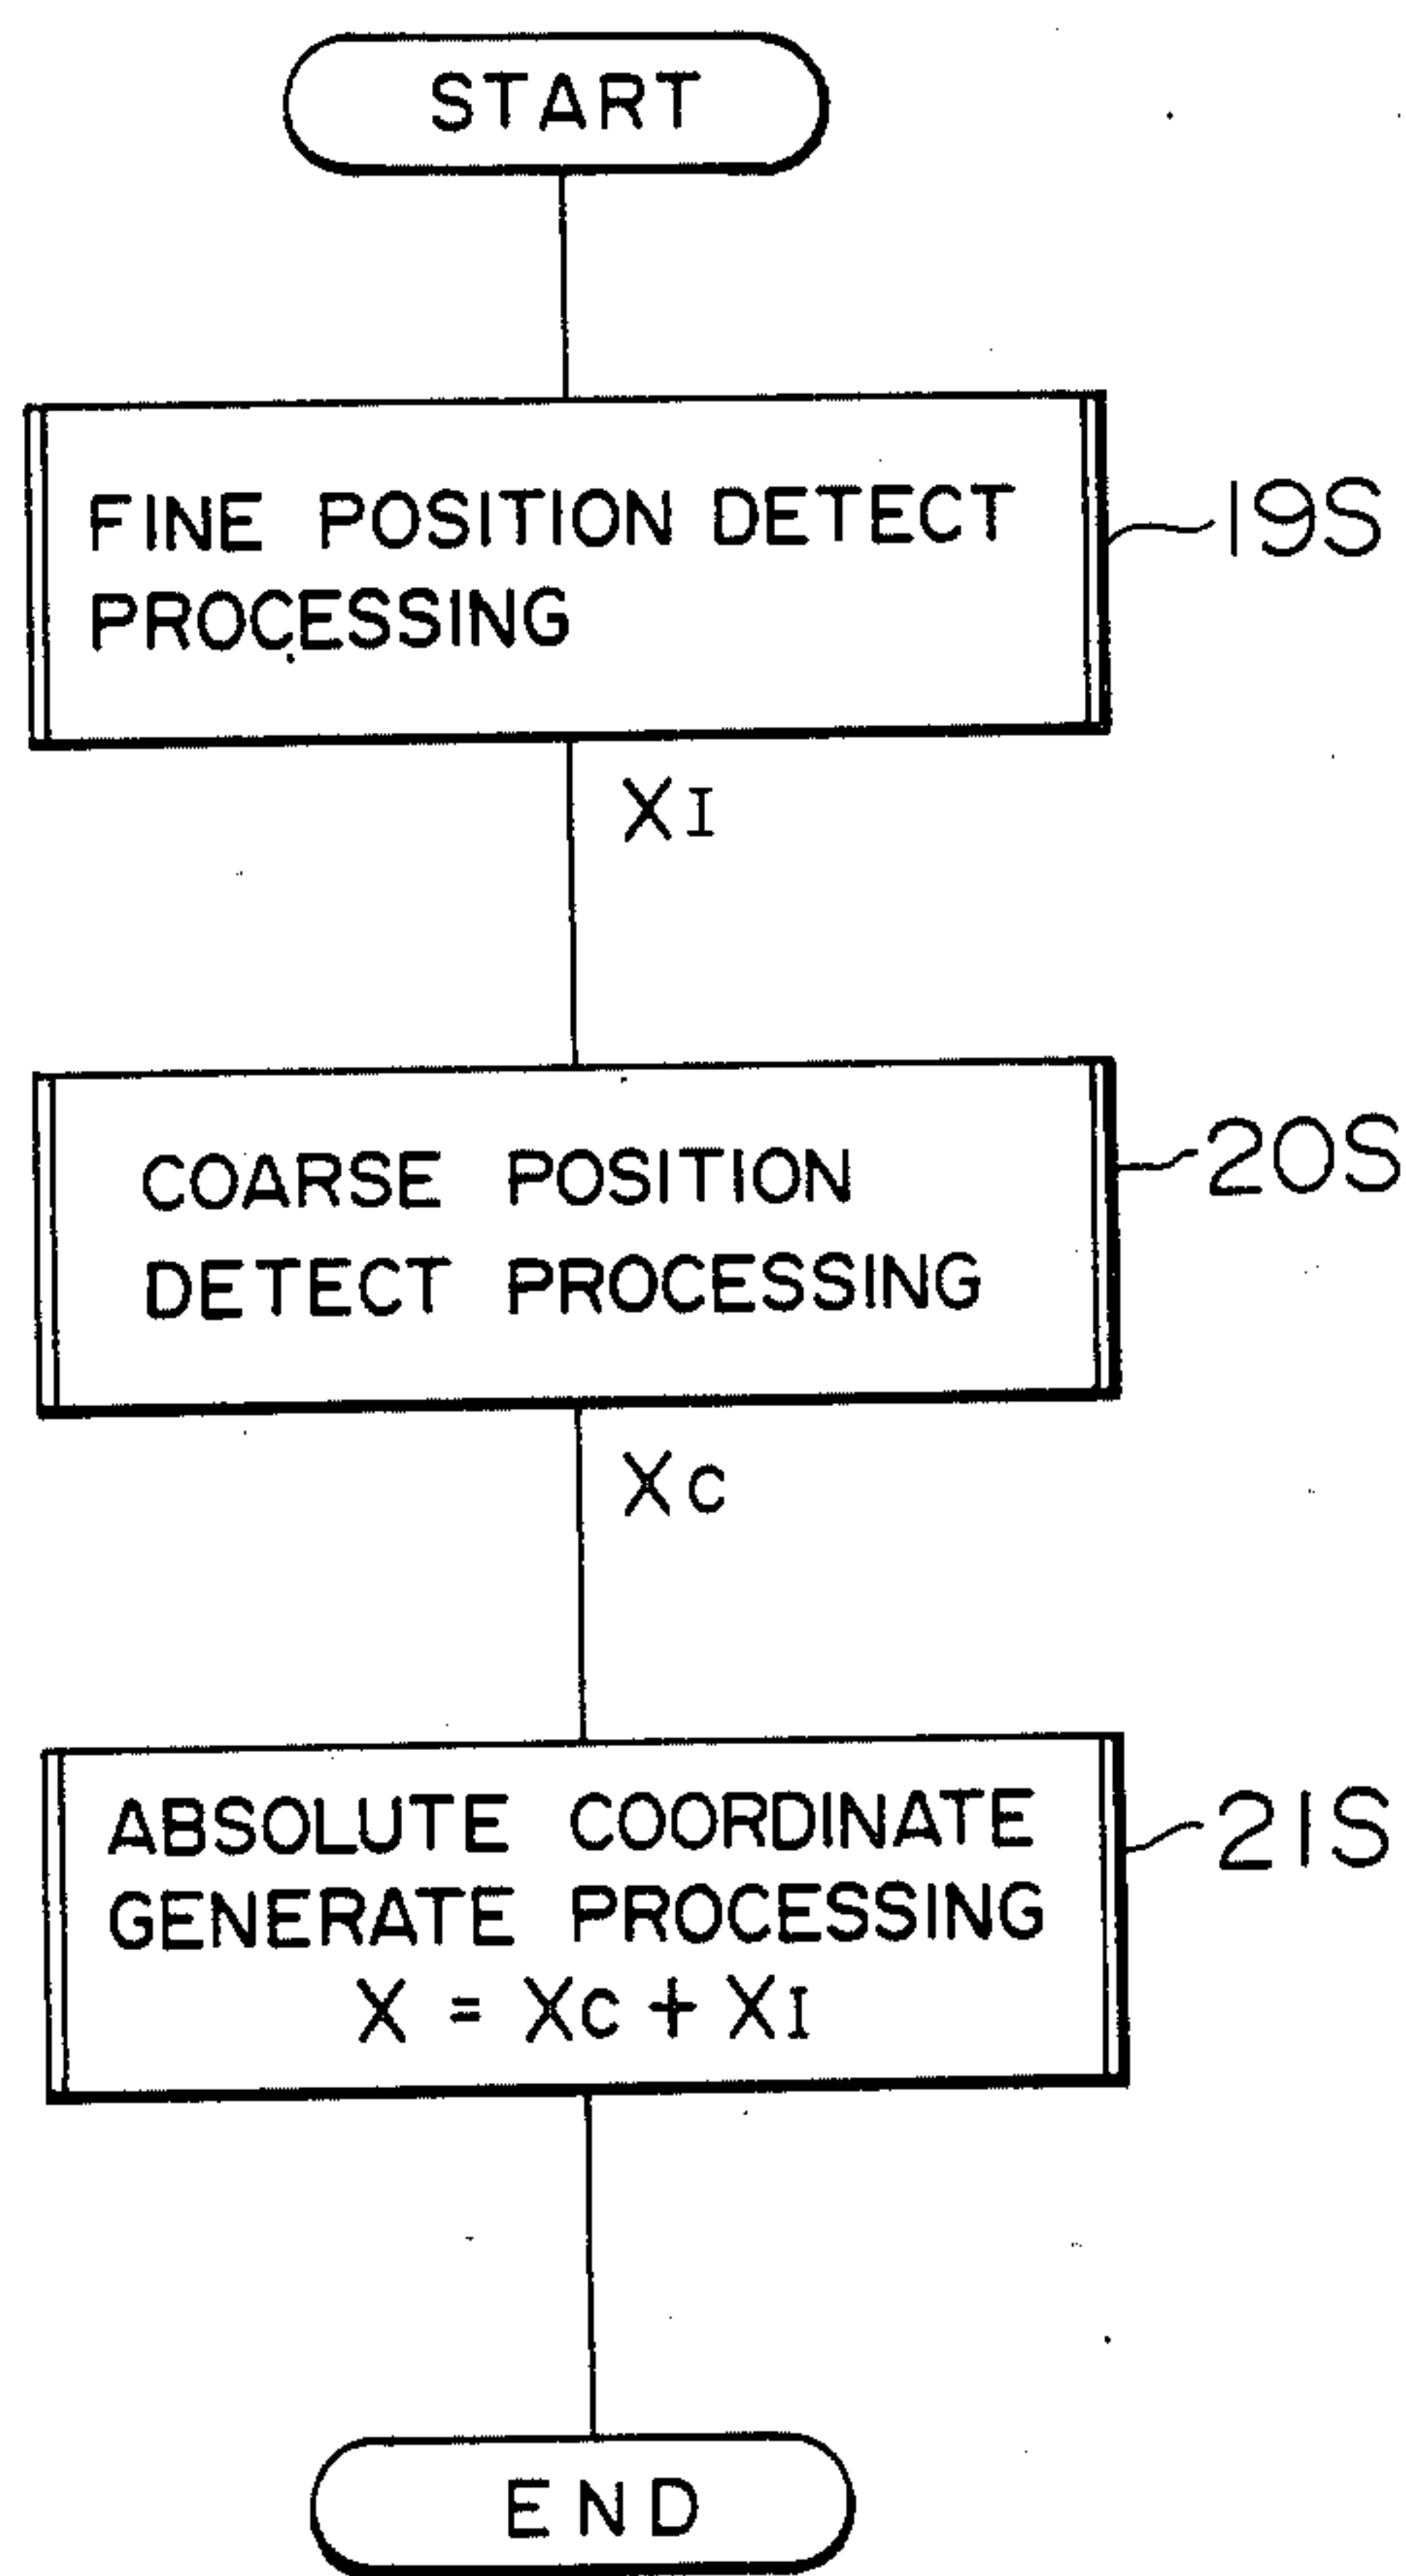 START
FINE POSITION DETECT
PROCESSING
19S
XI
COARSE POSITION
DETECT PROCESSING
20S
XC
ABSOLUTE COORDINATE
GENERATE PROCESSING
X = XC + XI
21S
END